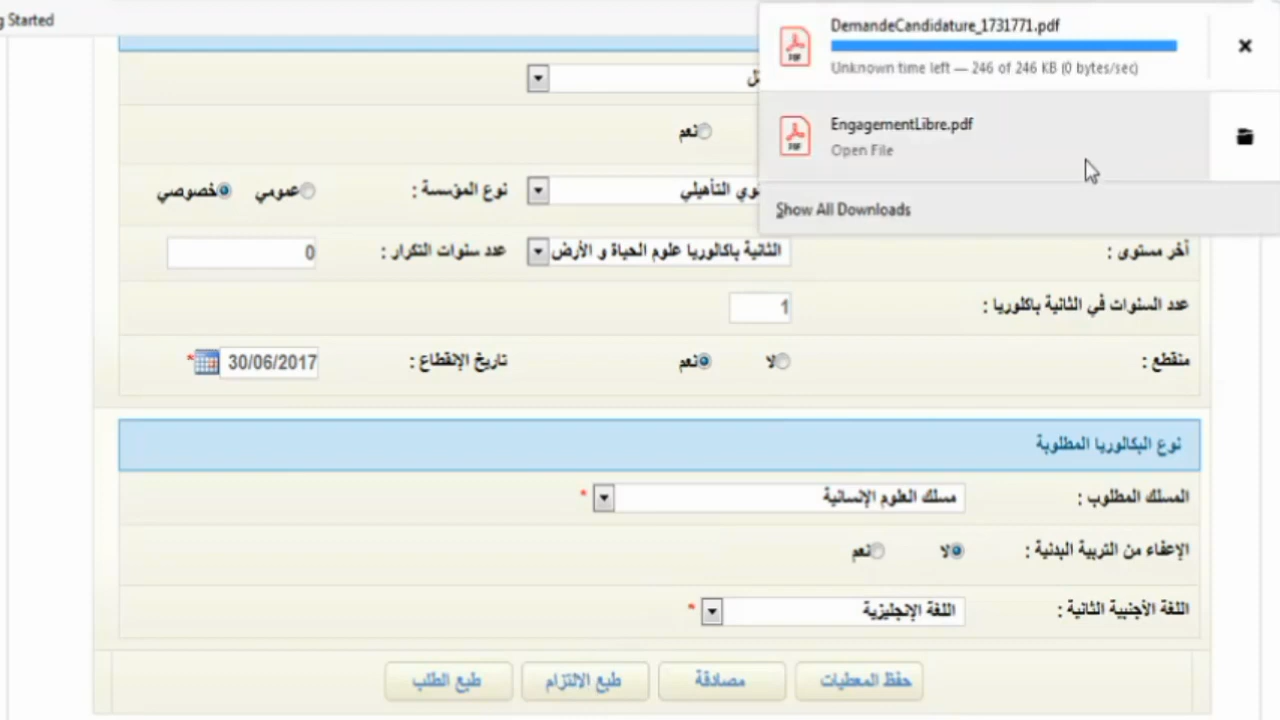 g Started
DemandeCandidature_1731771.pdf
Unknown time left — 246 of 246 KB (0 bytes/sec)
EngagementLibre.pdf
Open File
Show All Downloads
نعم
نوع المؤسسة : عمومي خصوصي
آخر مستوى : الثانية باكالوريا علوم الحياة و الأرض عدد سنوات التكرار : 0
عدد السنوات في الثانية باكلوريا : 1
منقطع : لا نعم تاريخ الإنقطاع : 30/06/2017 *
نوع البكالوريا المطلوبة
المسلك المطلوب : مسلك العلوم الإنسانية *
الإعفاء من التربية البدنية : لا نعم
اللغة الأجنبية الثانية : اللغة الإنجليزية *
حفظ المعطيات مصادقة طبع الالتزام طبع الطلب